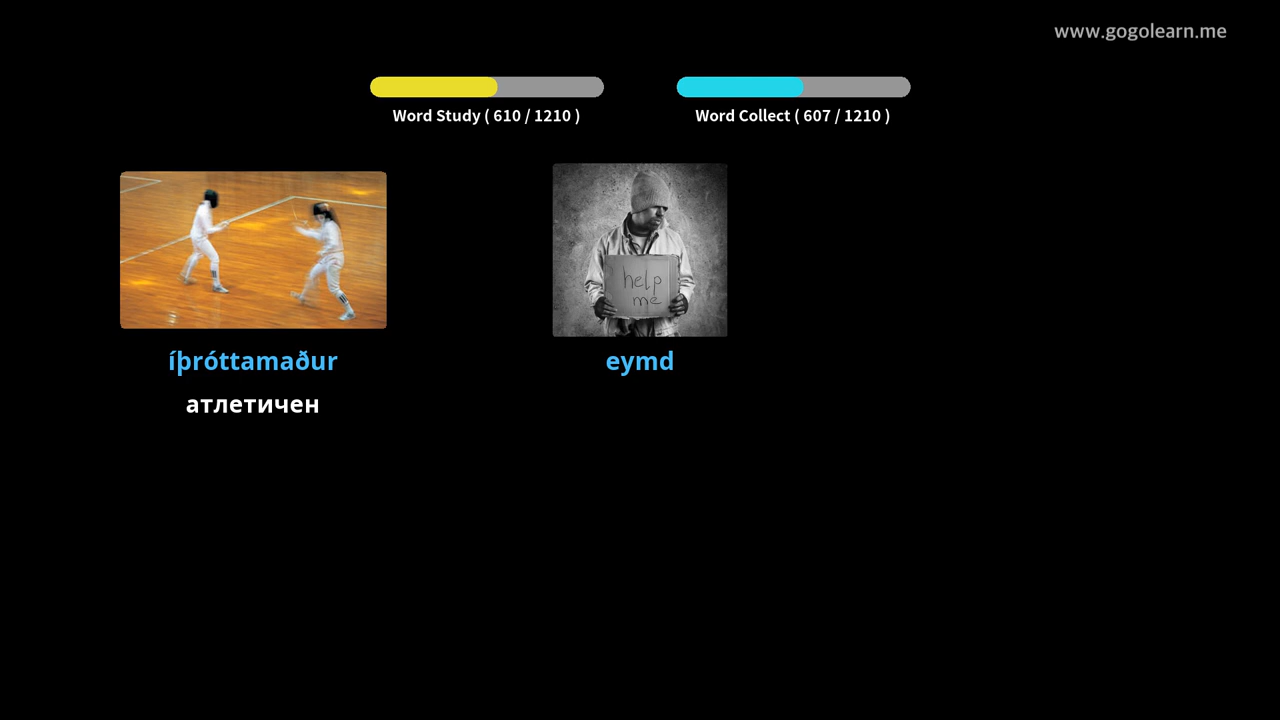 www.gogolearn.me
Word Study ( 610 / 1210 )
Word Collect ( 607 / 1210 )
help
me
íþróttamaður
eymd
атлетичен